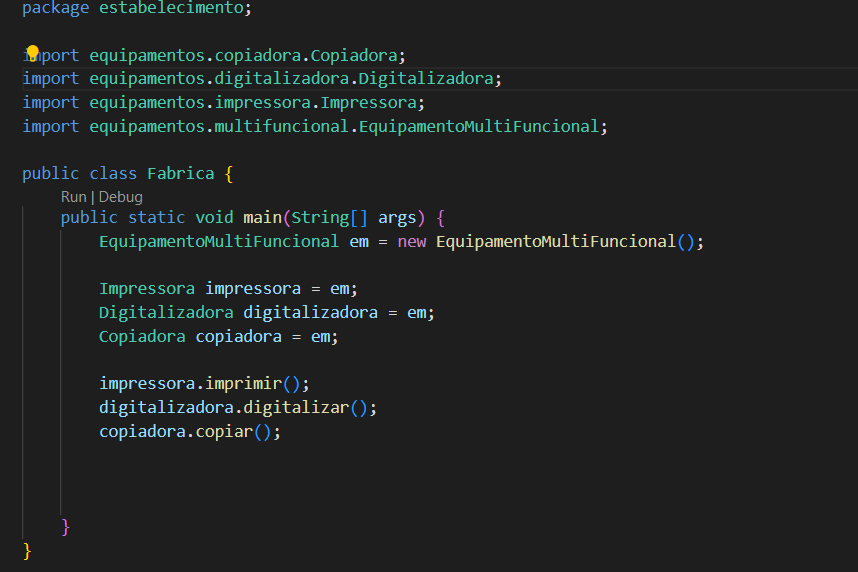 package estabelecimento;
import equipamentos.copiadora.Copiadora;
import equipamentos.digitalizadora.Digitalizadora;
import equipamentos.impressora.Impressora;
import equipamentos.multifuncional.EquipamentoMultiFuncional;
public class Fabrica {
Run | Debug
public static void main(String[] args) {
EquipamentoMultiFuncional em = new EquipamentoMultiFuncional();
Impressora impressora = em;
Digitalizadora digitalizadora = em;
Copiadora copiadora = em;
impressora.imprimir();
digitalizadora.digitalizar();
copiadora.copiar();
}
}